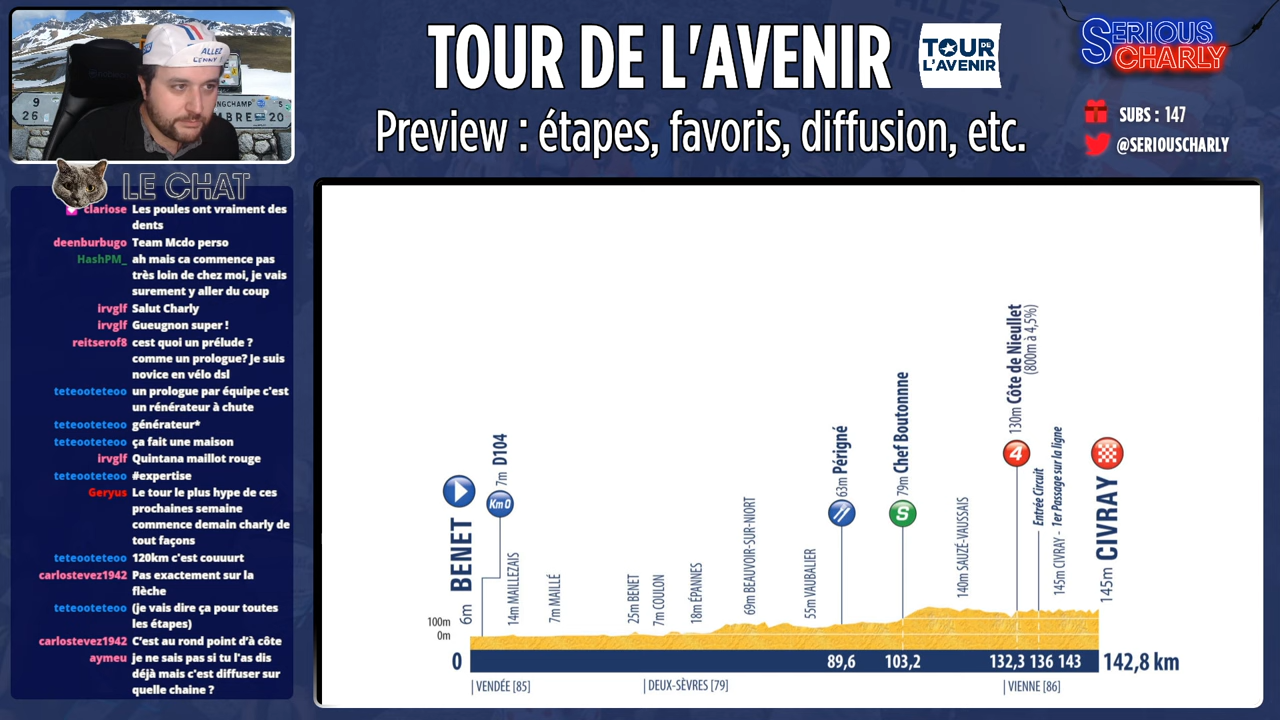 TOUR DE L'AVENIR
TOUR DE L'AVENIR
Preview : étapes, favoris, diffusion, etc.
SERIOUS
CHARLY
SUBS : 147
@SERIOUSCHARLY
ALLEZ
LENNY !
9
26
5
20
LE CHAT
clariose Les poules ont vraiment des
dents
deenburbugo Team Mcdo perso
HashPM_ ah mais ca commence pas
très loin de chez moi, je vais
surement y aller du coup
irvglf Salut Charly
irvglf Gueugnon super !
reitserof8 cest quoi un prélude ?
comme un prologue? Je suis
novice en vélo dsl
teteooteteoo un prologue par équipe c'est
un rénérateur à chute
teteooteteoo générateur*
teteooteteoo ça fait une maison
irvglf Quintana maillot rouge
teteooteteoo #expertise
Geryus Le tour le plus hype de ces
prochaines semaine
commence demain charly de
tout façons
teteooteteoo 120km c'est couuurt
carlostevez1942 Pas exactement sur la
flèche
teteooteteoo (je vais dire ça pour toutes
les étapes)
carlostevez1942 C'est au rond point d'à côte
aymeu je ne sais pas si tu l'as dis
déjà mais c'est diffuser sur
quelle chaine ?
6m BENET
Km 0
7m D104
14m MAILLEZAIS
7m MAILLÉ
25m BENET
7m COULON
18m ÉPANNES
69m BEAUVOIR-SUR-NIORT
55m VAUBALIER
63m Périgné
S
79m Chef Boutonnne
140m SAUZÉ-VAUSSAIS
4
130m Côte de Nieullet
(800m à 4,5%)
Entrée Circuit
145m CIVRAY - 1er Passage sur la ligne
145m CIVRAY
100m
0m
0 89,6 103,2 132,3 136 143 142,8 km
| VENDÉE [85] | DEUX-SÈVRES [79] | VIENNE [86]